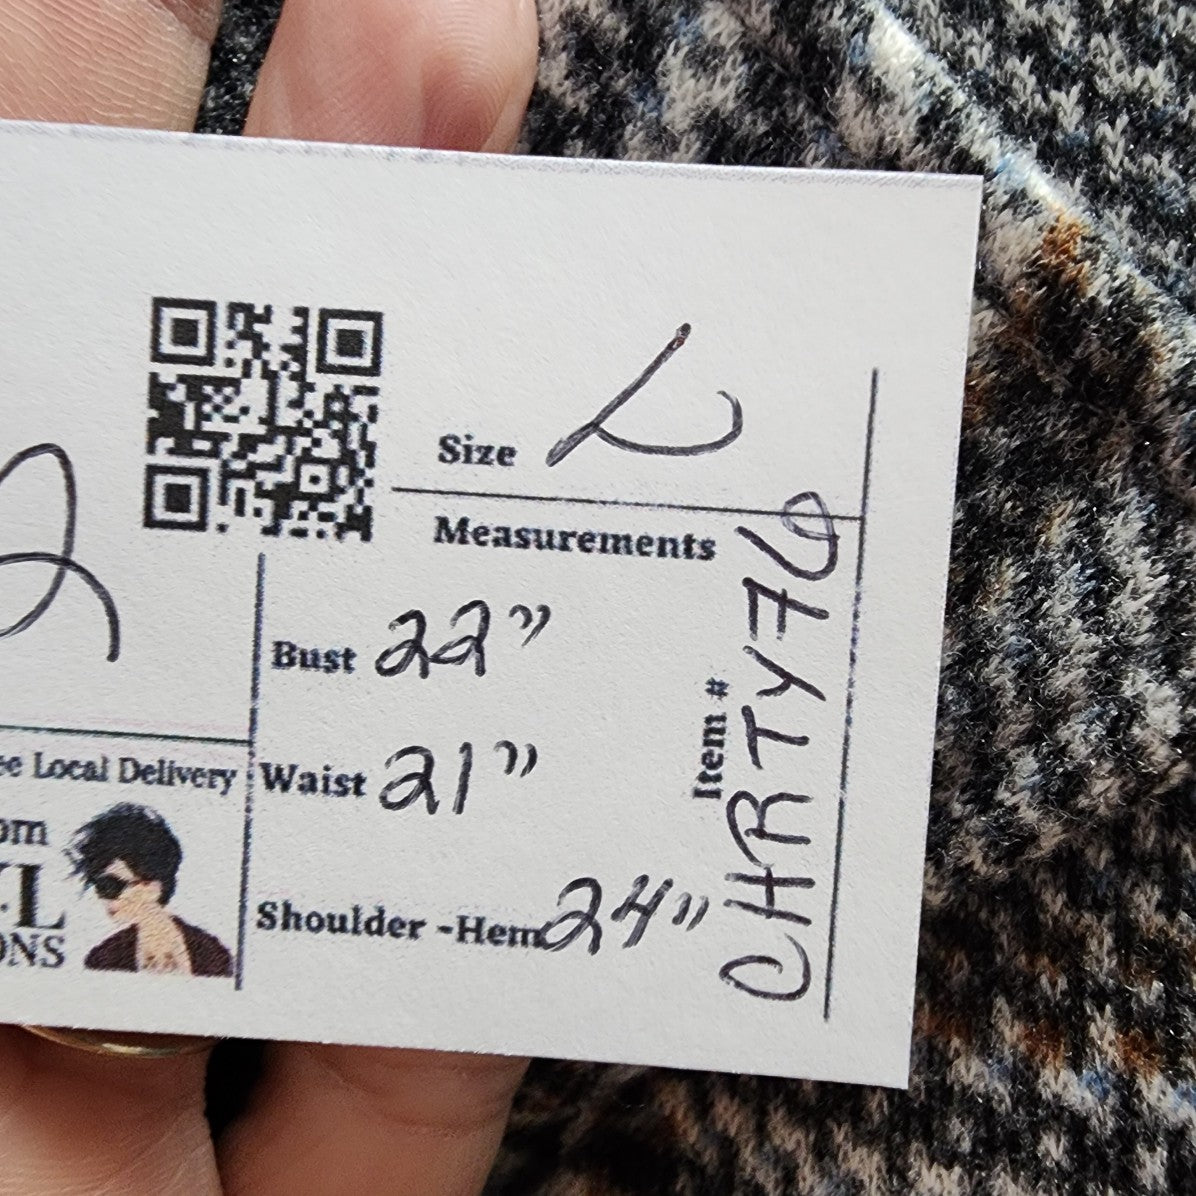 Size L
Measurements
Bust 22"
Waist 21"
Shoulder -Hem 24"
Item #
CHRTY76
ee Local Delivery
om
L
ONS